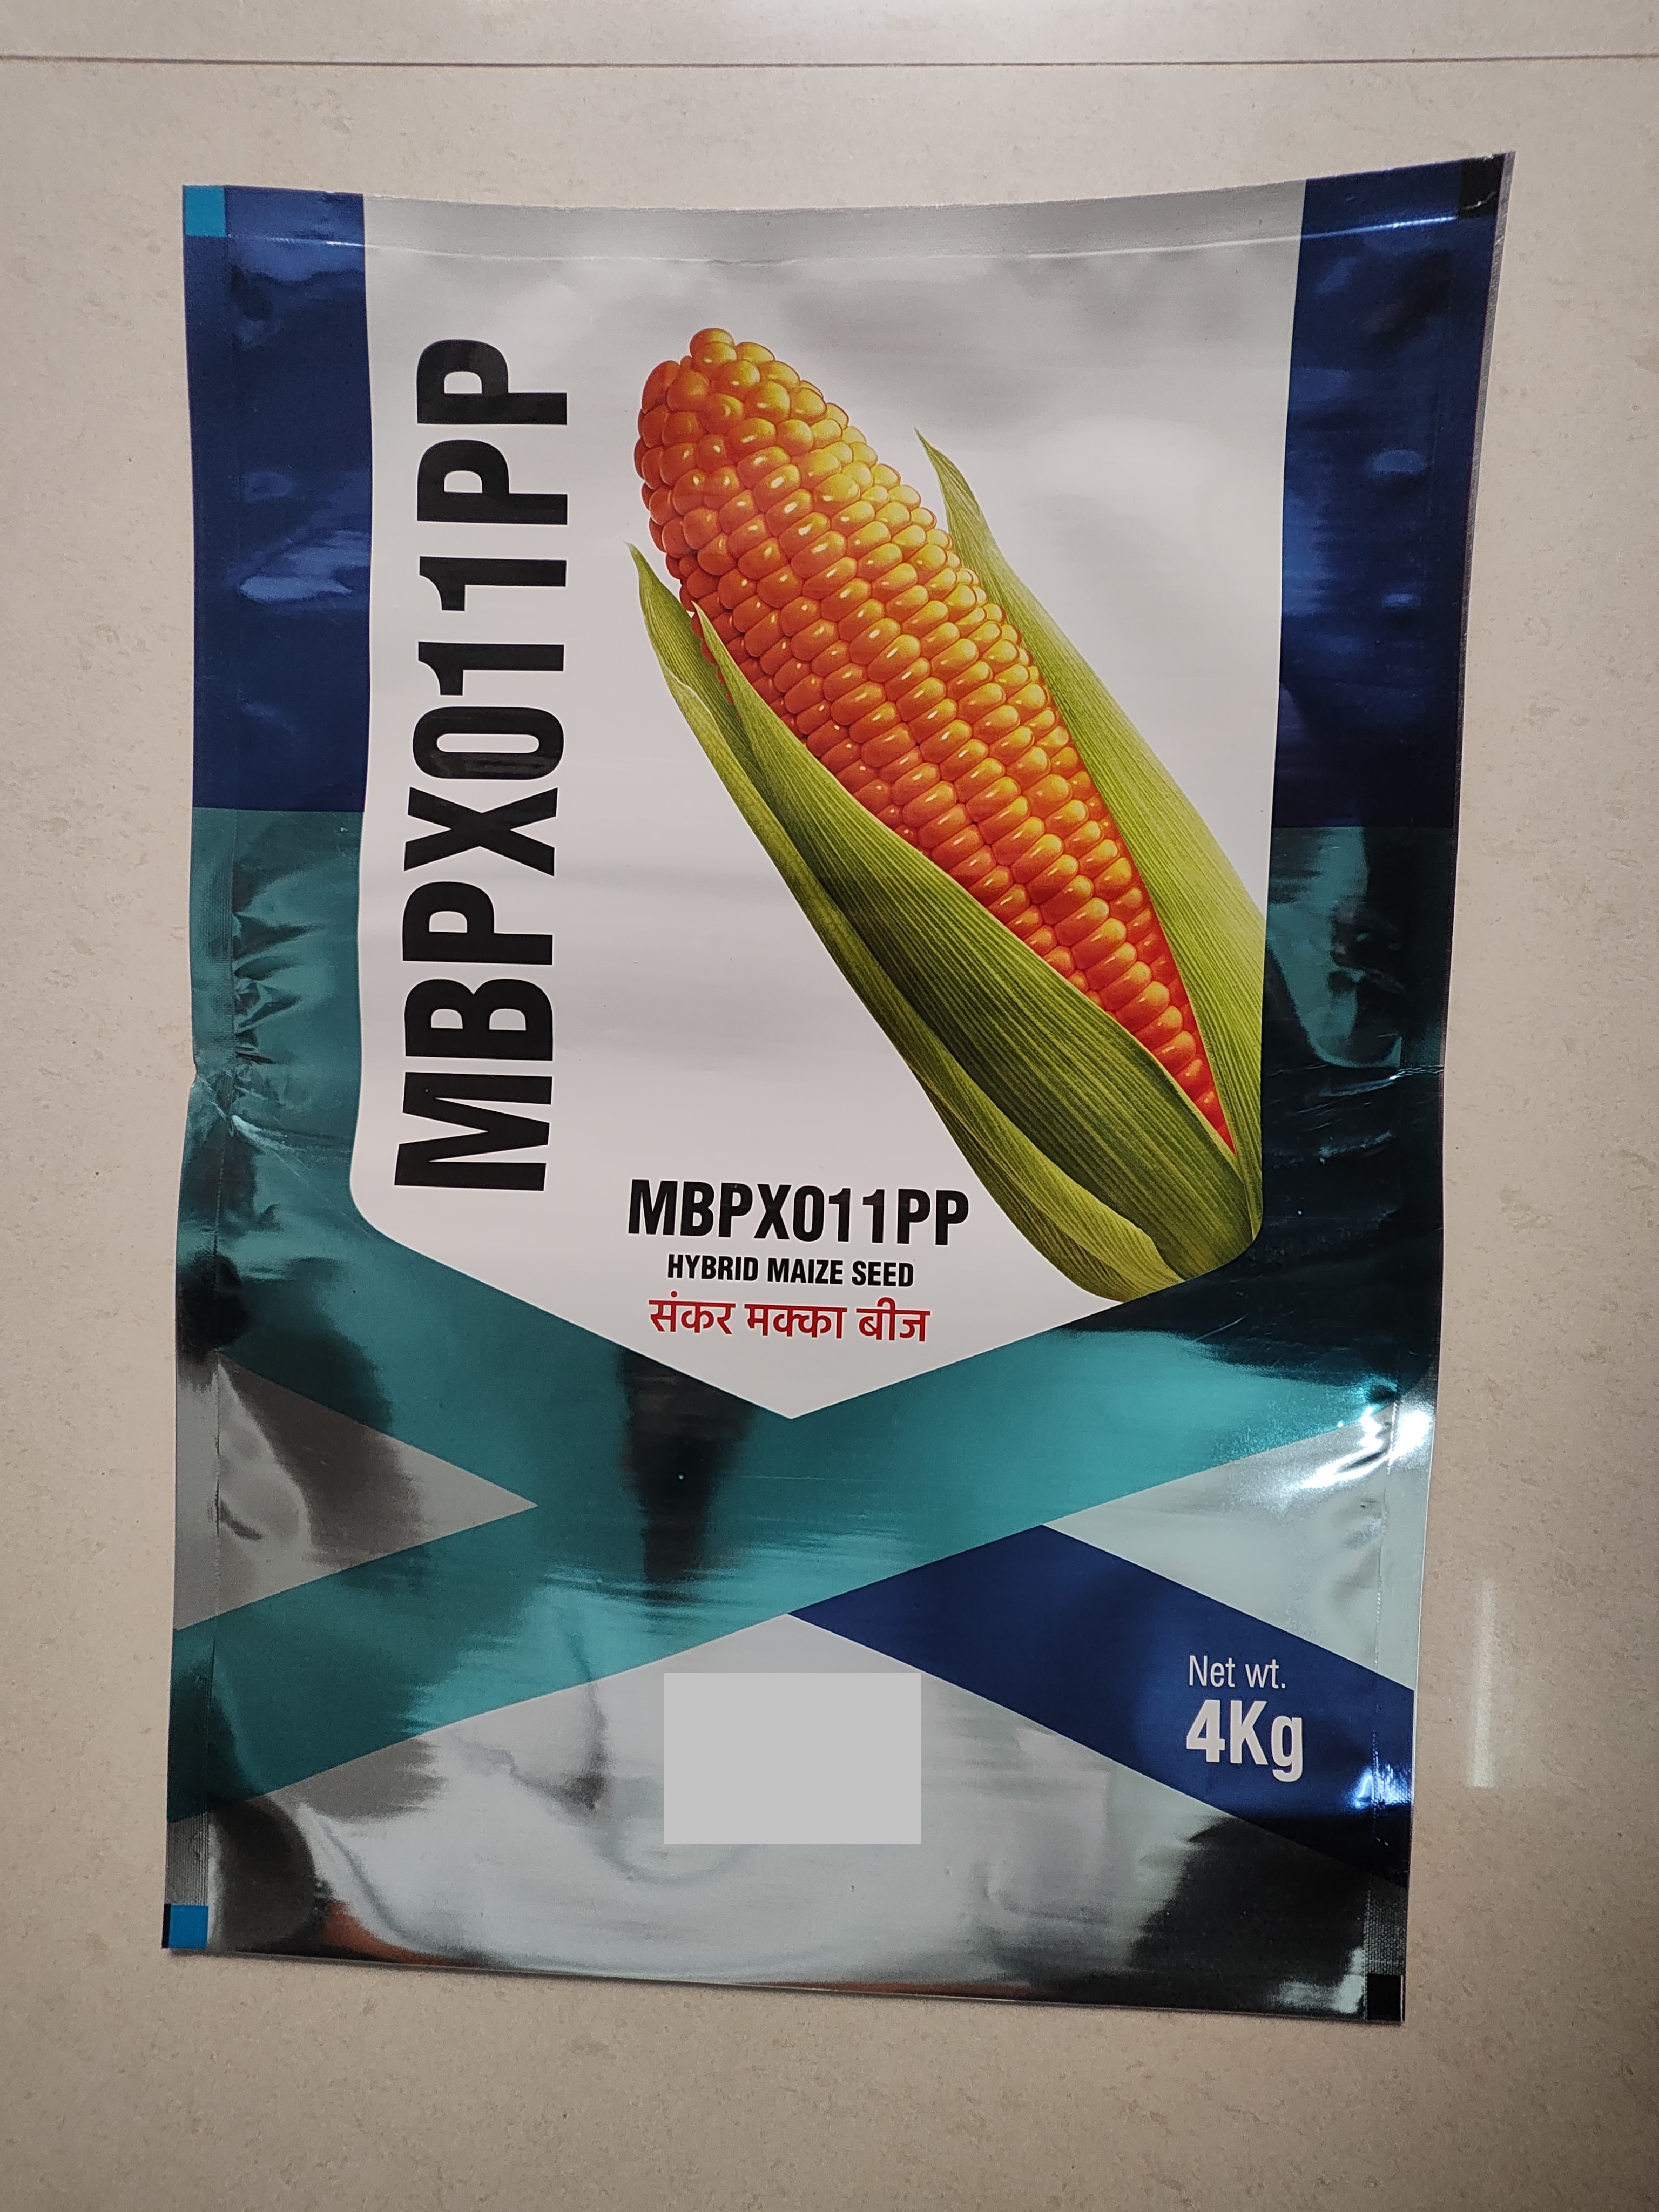 MBPX011PP
MBPX011PP
HYBRID MAIZE SEED
संकर मक्का बीज
Net wt.
4Kg